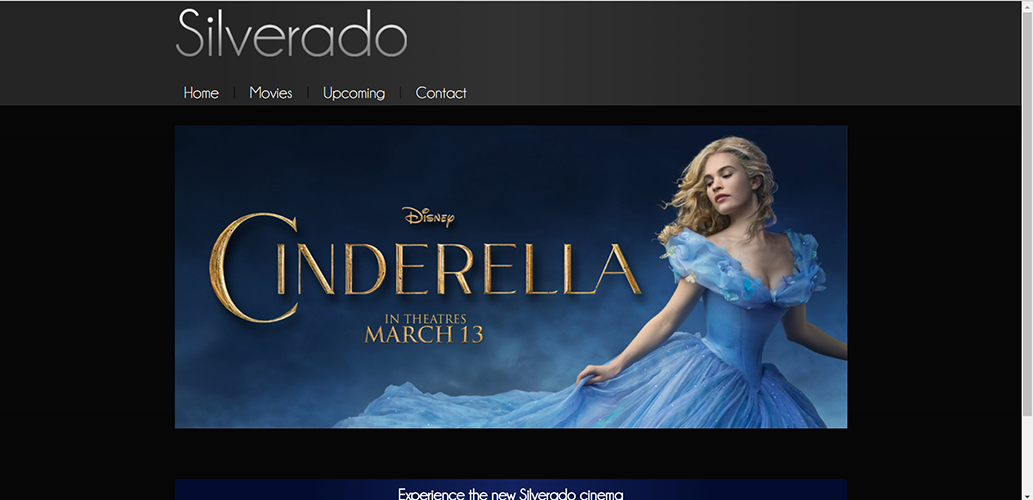 Silverado
Home | Movies | Upcoming | Contact
Disney
CINDERELLA
IN THEATRES
MARCH 13
Experience the new Silverado cinema